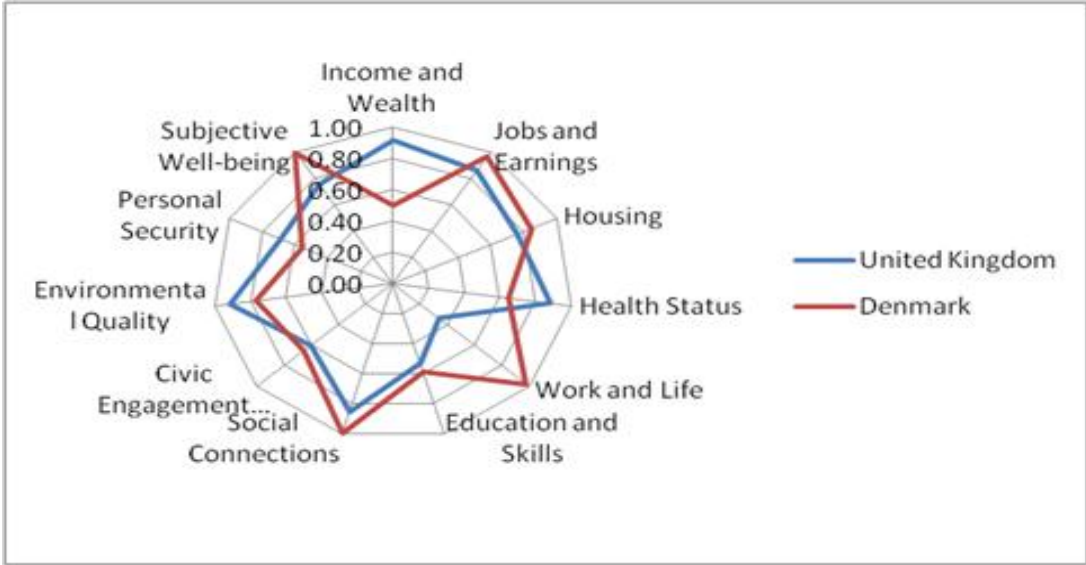 Income and
Wealth
Jobs and
Earnings
Housing
Health Status
Work and Life
Education and
Skills
Social
Connections
Civic
Engagement...
Environmenta
l Quality
Personal
Security
Subjective
Well-being
1.00
0.80
0.60
0.40
0.20
0.00
United Kingdom
Denmark